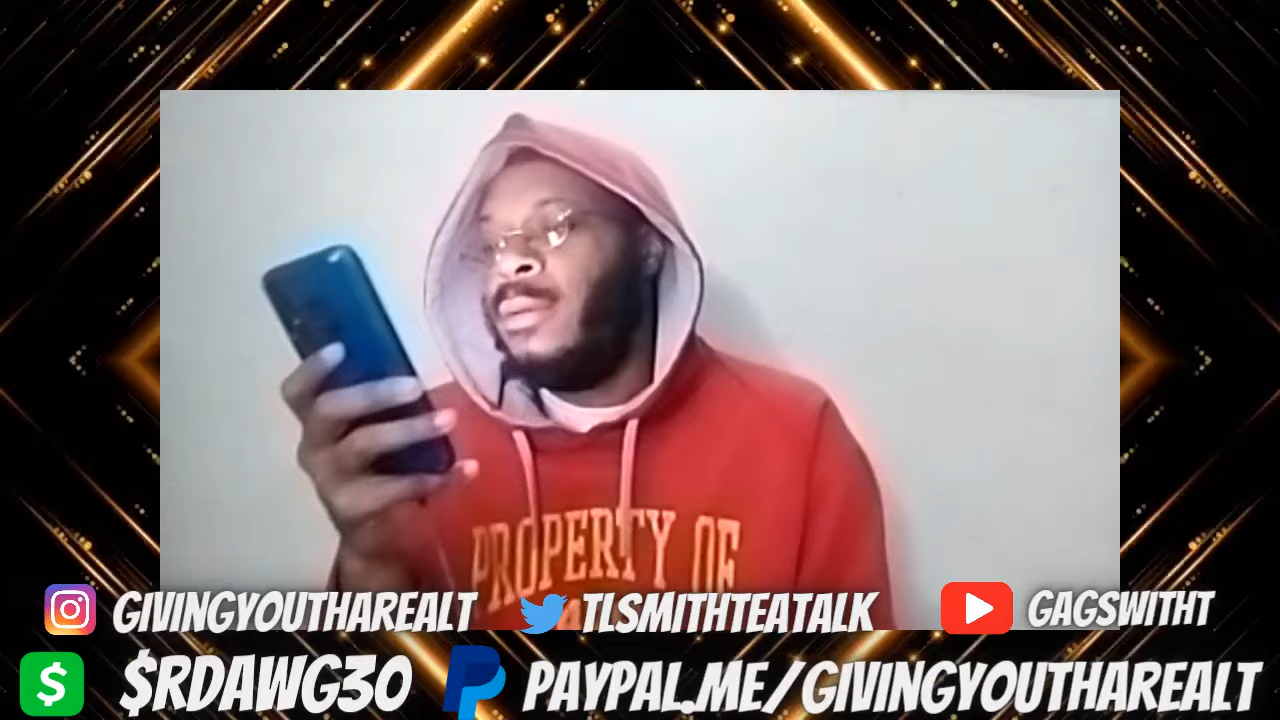 PROPERTY OF
GIVINGYOUTHAREALT TLSMITHTEATALK GAGSWITHT
$RDAWG30 PAYPAL.ME/GIVINGYOUTHAREALT